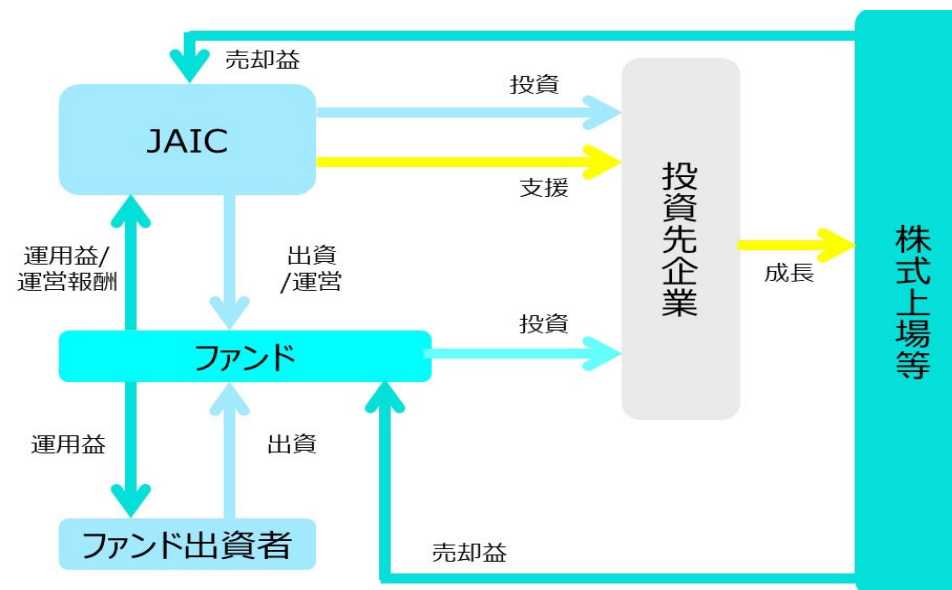 売却益
投資
JAIC
支援
投資先企業
株式上場等
成長
運用益/
運営報酬
出資
/運営
投資
ファンド
運用益
出資
ファンド出資者
売却益